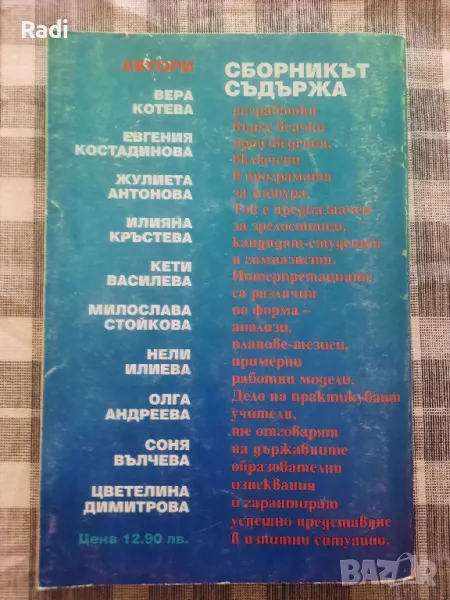 Radi
АВТОРИ
ВЕРА
КОТЕВА
ЕВГЕНИЯ
КОСТАДИНОВА
ЖУЛИЕТА
АНТОНОВА
ИЛИЯНА
КРЪСТЕВА
КЕТИ
ВАСИЛЕВА
МИЛОСЛАВА
СТОЙКОВА
НЕЛИ
ИЛИЕВА
ОЛГА
АНДРЕЕВА
СОНЯ
ВЪЛЧЕВА
ЦВЕТЕЛИНА
ДИМИТРОВА
Цена 12.90 лв.
СБОРНИКЪТ
СЪДЪРЖА
разработки
върху всички
произведения,
включени
в програмата
за матура.
Той е предназначен
за зрелостници,
кандидат-студенти
и гимназисти.
Интерпретациите
са различни
по форма –
анализи,
планове-тезиси,
примерни
работни модели.
Дело на практикуващи
учители,
те отговарят
на държавните
образователни
изисквания
и гарантират
успешно представяне
в изпитни ситуации.
BAZAR